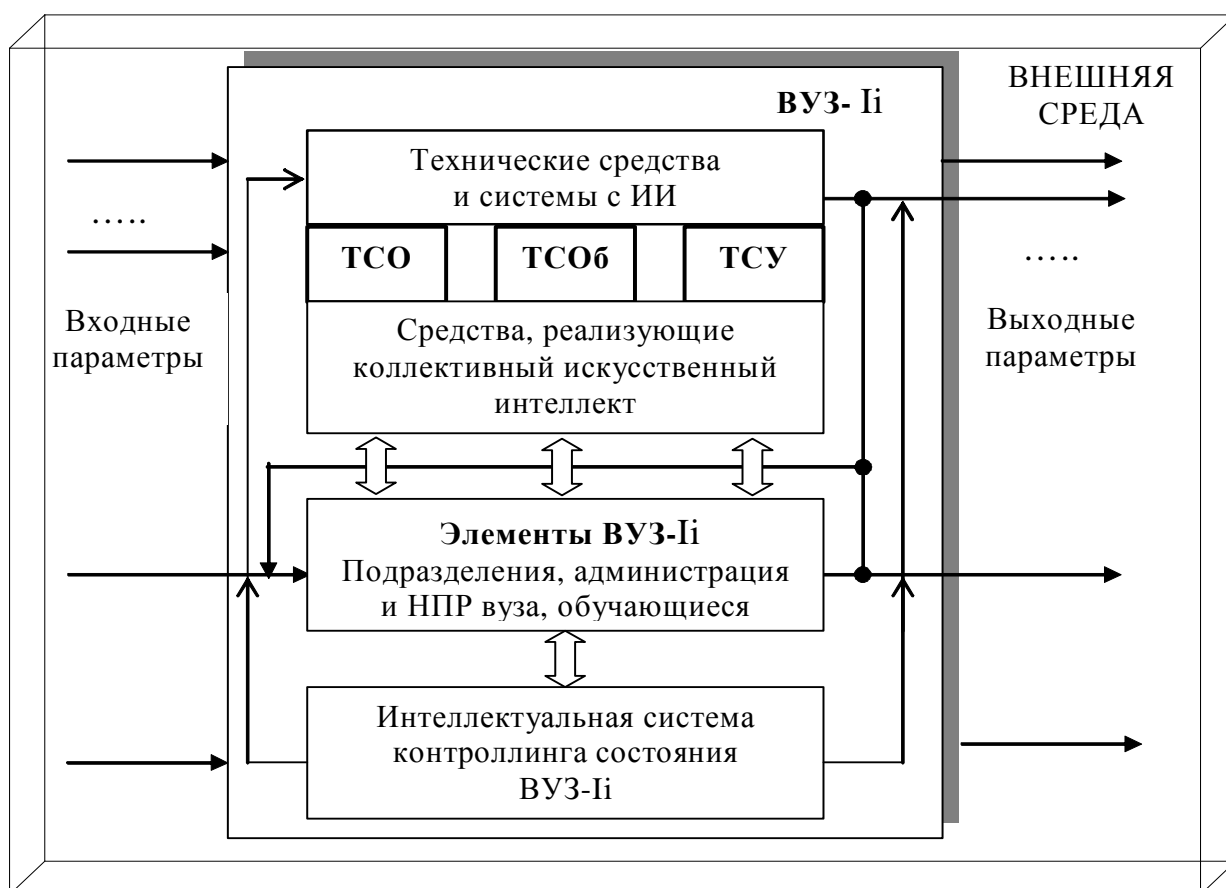 ВНЕШНЯЯ
СРЕДА
ВУЗ- Ii
Технические средства
и системы с ИИ
…..
ТСО
ТСОб
ТСУ
…..
Входные
параметры
Средства, реализующие
коллективный искусственный
интеллект
Выходные
параметры
Элементы ВУЗ-Ii
Подразделения, администрация
и НПР вуза, обучающиеся
Интеллектуальная система
контроллинга состояния
ВУЗ-Ii